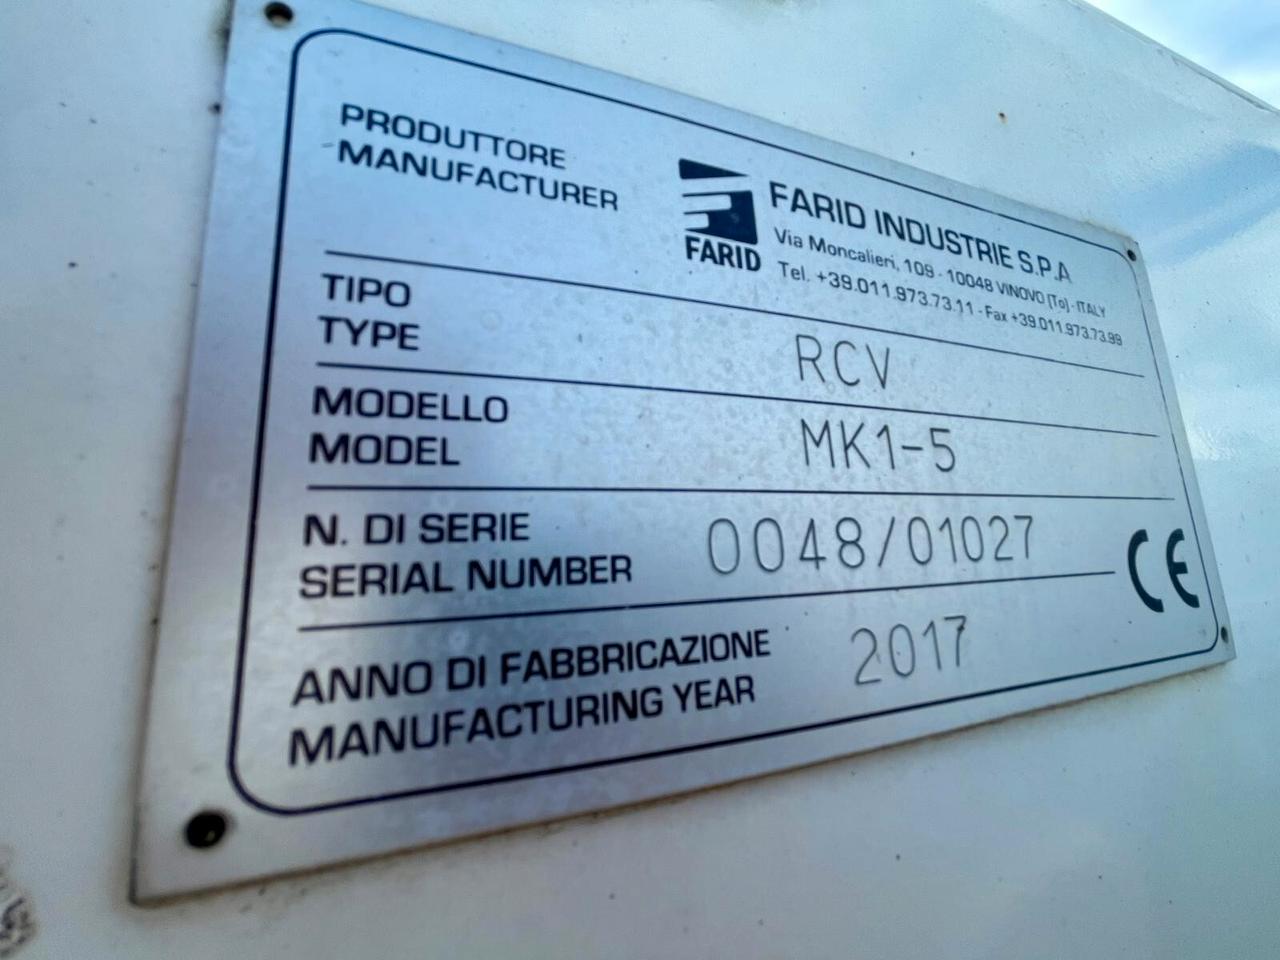 PRODUTTORE
MANUFACTURER
FARID
FARID INDUSTRIE S.P.A
Via Moncalieri, 109 - 10048 VINOVO (To) - ITALY
Tel. +39.011.973.73.11 - Fax +39.011.973.73.99
TIPO
TYPE
RCV
MODELLO
MODEL
MK1-5
N. DI SERIE
SERIAL NUMBER
0048/01027
CE
ANNO DI FABBRICAZIONE
MANUFACTURING YEAR
2017